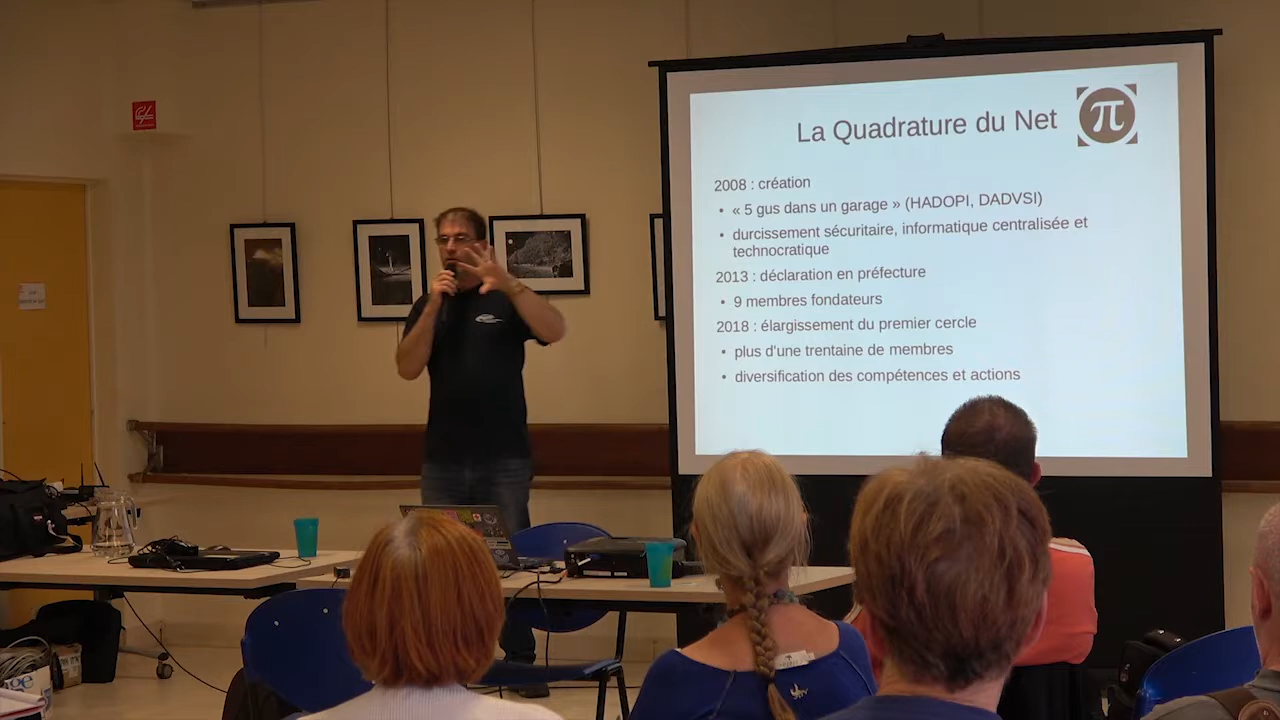 La Quadrature du Net
π
2008 : création
• « 5 gus dans un garage » (HADOPI, DADVSI)
• durcissement sécuritaire, informatique centralisée et
technocratique
2013 : déclaration en préfecture
• 9 membres fondateurs
2018 : élargissement du premier cercle
• plus d'une trentaine de membres
• diversification des compétences et actions